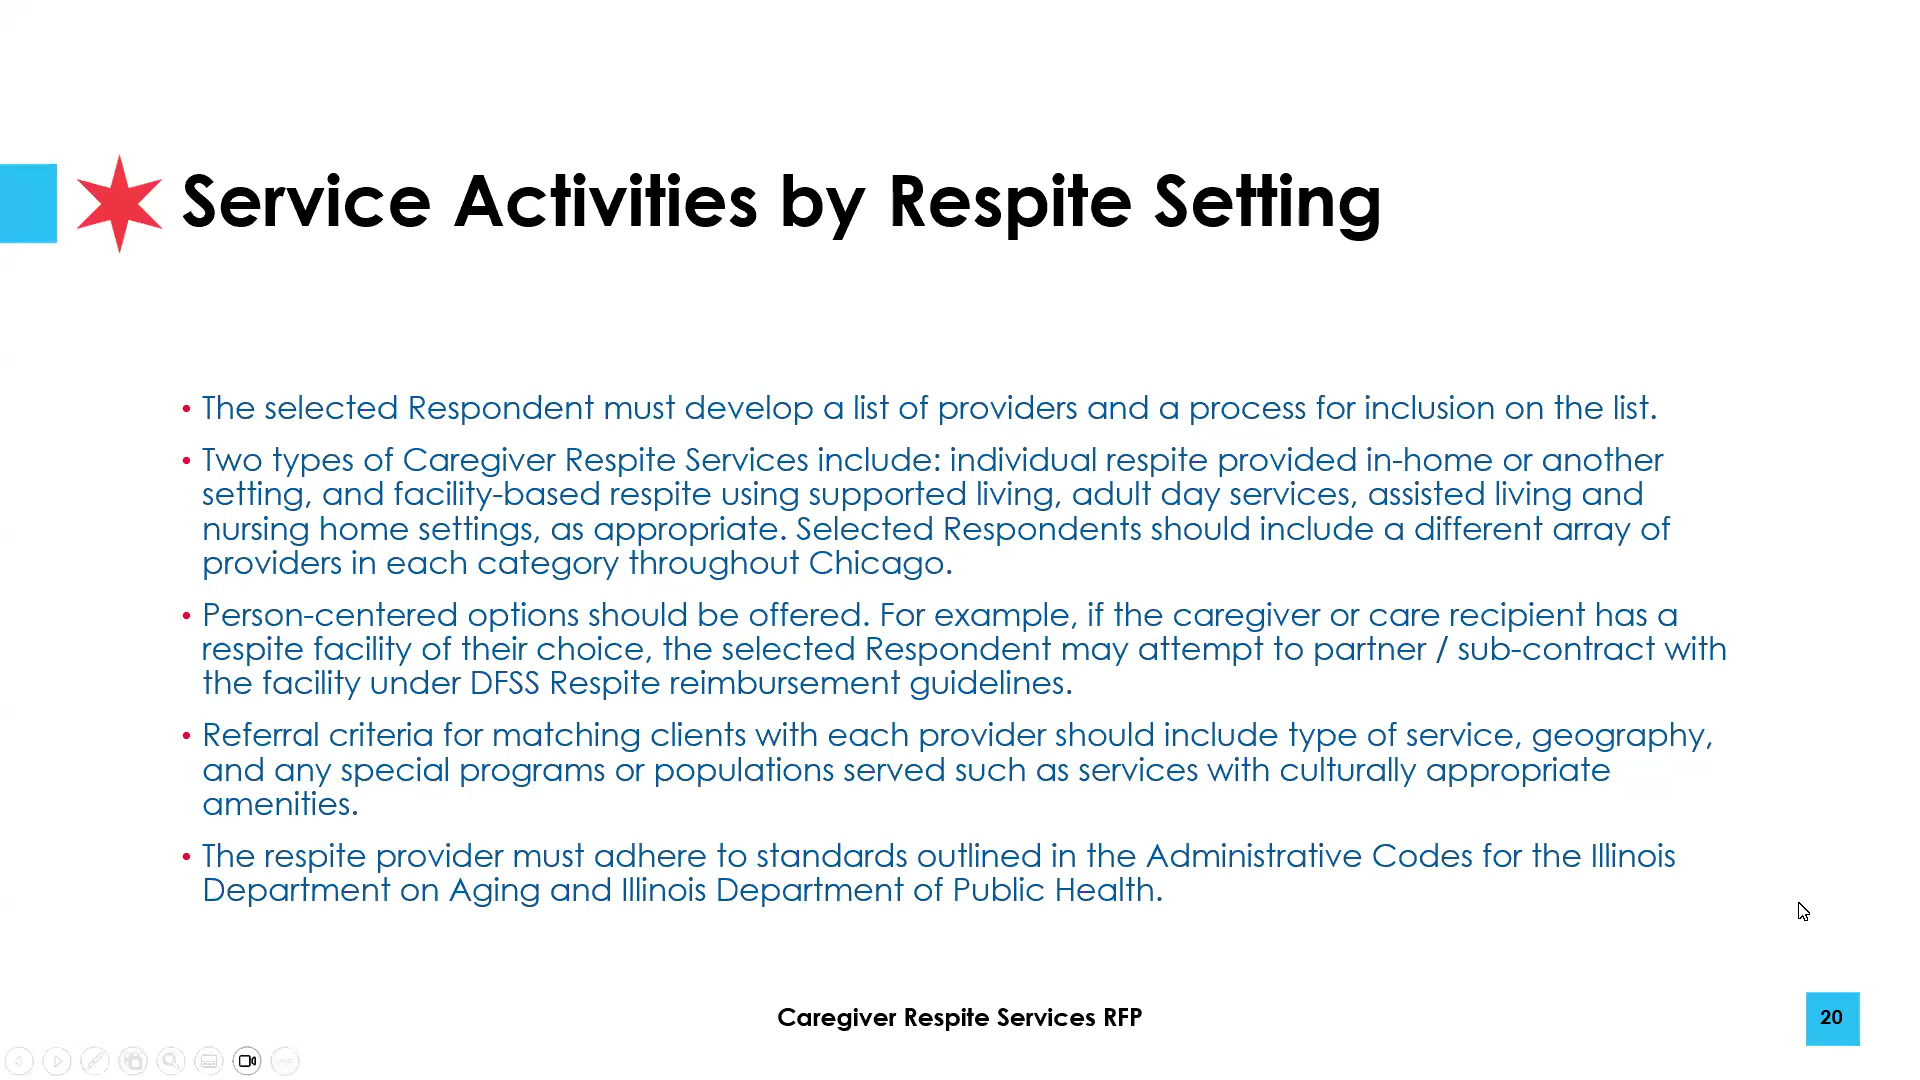 Service Activities by Respite Setting
• The selected Respondent must develop a list of providers and a process for inclusion on the list.
• Two types of Caregiver Respite Services include: individual respite provided in-home or another
setting, and facility-based respite using supported living, adult day services, assisted living and
nursing home settings, as appropriate. Selected Respondents should include a different array of
providers in each category throughout Chicago.
• Person-centered options should be offered. For example, if the caregiver or care recipient has a
respite facility of their choice, the selected Respondent may attempt to partner / sub-contract with
the facility under DFSS Respite reimbursement guidelines.
• Referral criteria for matching clients with each provider should include type of service, geography,
and any special programs or populations served such as services with culturally appropriate
amenities.
• The respite provider must adhere to standards outlined in the Administrative Codes for the Illinois
Department on Aging and Illinois Department of Public Health.
Caregiver Respite Services RFP
20